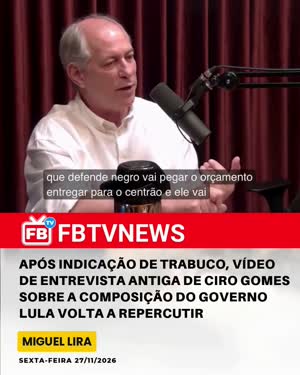 que defende negro vai pegar o orçamento
entregar para o centrão e ele vai
FB
TV
FBTVNEWS
APÓS INDICAÇÃO DE TRABUCO, VÍDEO
DE ENTREVISTA ANTIGA DE CIRO GOMES
SOBRE A COMPOSIÇÃO DO GOVERNO
LULA VOLTA A REPERCUTIR
MIGUEL LIRA
SEXTA-FEIRA 27/11/2026